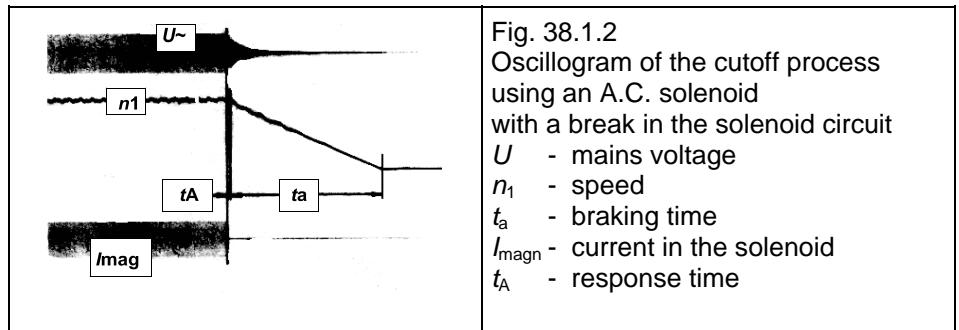 U~
n1
tA
ta
Imag
Fig. 38.1.2
Oscillogram of the cutoff process
using an A.C. solenoid
with a break in the solenoid circuit
U - mains voltage
n₁ - speed
tₐ - braking time
Imagn - current in the solenoid
tA - response time